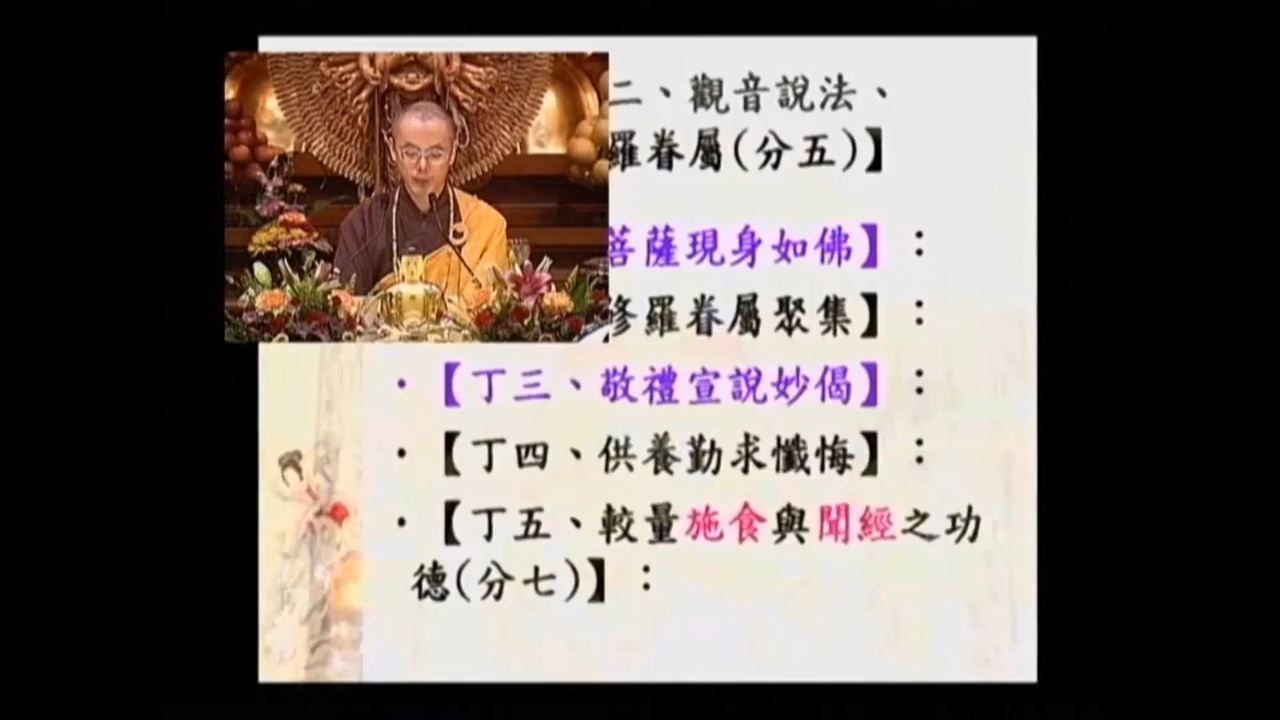 二、觀音說法、
羅眷屬(分五)】
菩薩現身如佛】：
修羅眷屬聚集】：
•【丁三、敬禮宣說妙偈】：
•【丁四、供養勤求懺悔】：
•【丁五、較量施食與聞經之功
德(分七)】：